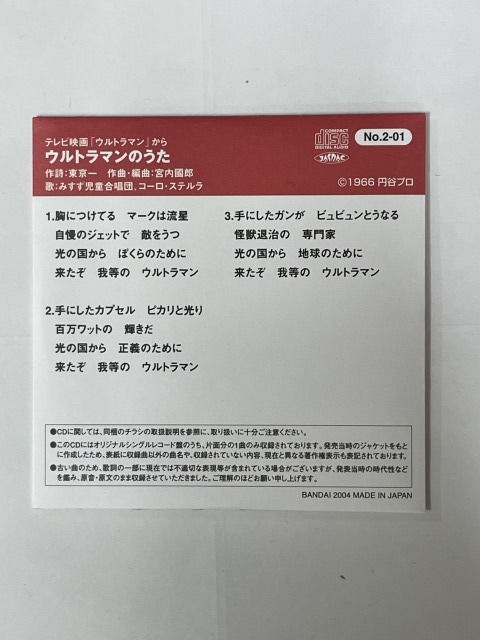 テレビ映画「ウルトラマン」から
ウルトラマンのうた
作詩:東京一 作曲・編曲:宮内國郎
歌:みすず児童合唱団、コーロ・ステルラ
COMPACT
disc
DIGITAL AUDIO
JASRAC
No.2-01
©1966 円谷プロ
1.胸につけてる マークは流星
自慢のジェットで 敵をうつ
光の国から ぼくらのために
来たぞ 我等の ウルトラマン
2.手にしたカプセル ピカリと光り
百万ワットの 輝きだ
光の国から 正義のために
来たぞ 我等の ウルトラマン
3.手にしたガンが ビュビュンとうなる
怪獣退治の 専門家
光の国から 地球のために
来たぞ 我等の ウルトラマン
●CDに関しては、同梱のチラシの取扱説明を参照に、取り扱いに十分ご注意ください。
●このCDにはオリジナルシングルレコード盤のうち、片面分の1曲のみ収録されております。発売当時のジャケットをもと
に作成したため、表紙に収録曲以外の曲名や、収録されていない内容、現在と異なる著作権表示も表記されております。
●古い曲のため、歌詞の一部に現在では不適切な表現等が含まれている場合がございますが、発表当時の時代性など
を鑑み、原音・原文のまま収録させていただきました。ご理解のほどお願い申し上げます。
BANDAI 2004 MADE IN JAPAN